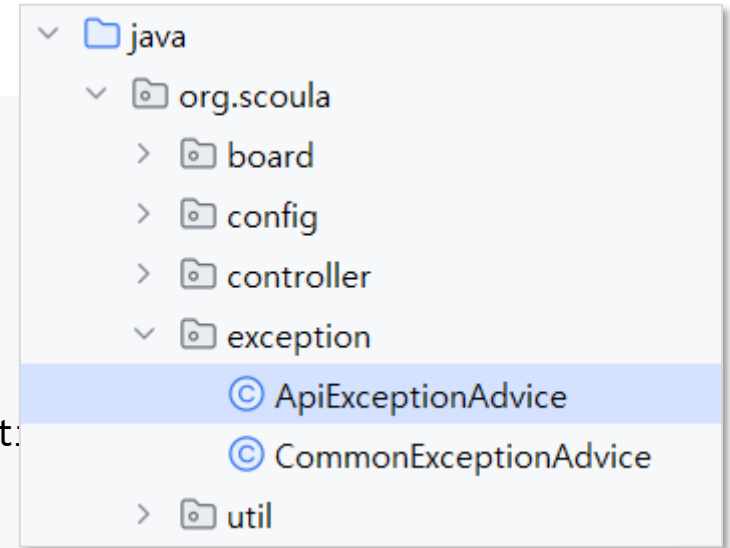 java
org.scoula
board
config
controller
exception
© ApiExceptionAdvice
© CommonExceptionAdvice
util